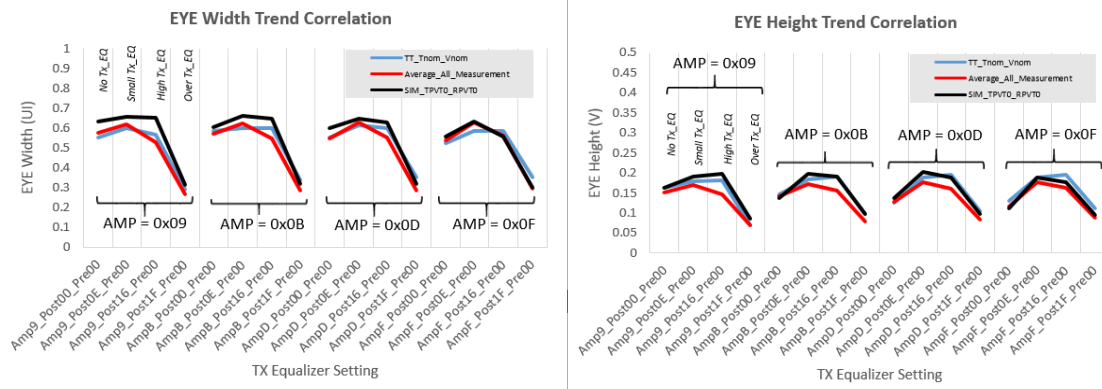 EYE Width Trend Correlation
EYE Width (UI)
1
0.9
0.8
0.7
0.6
0.5
0.4
0.3
0.2
0.1
0
No Tx_EQ
Small Tx_EQ
High Tx_EQ
Over Tx_EQ
TT_Tnom_Vnom
Average_All_Measurement
SIM_TPVT0_RPVT0
AMP = 0x09
AMP = 0x0B
AMP = 0x0D
AMP = 0x0F
Amp9_Post00_Pre00
Amp9_Post0E_Pre00
Amp9_Post16_Pre00
Amp9_Post1F_Pre00
AmpB_Post00_Pre00
AmpB_Post0E_Pre00
AmpB_Post16_Pre00
AmpB_Post1F_Pre00
AmpD_Post00_Pre00
AmpD_Post0E_Pre00
AmpD_Post16_Pre00
AmpD_Post1F_Pre00
AmpF_Post00_Pre00
AmpF_Post0E_Pre00
AmpF_Post16_Pre00
AmpF_Post1F_Pre00
TX Equalizer Setting
EYE Height Trend Correlation
EYE Height (V)
0.5
0.45
0.4
0.35
0.3
0.25
0.2
0.15
0.1
0.05
0
AMP = 0x09
No Tx_EQ
Small Tx_EQ
High Tx_EQ
Over Tx_EQ
TT_Tnom_Vnom
Average_All_Measurement
SIM_TPVT0_RPVT0
AMP = 0x0B
AMP = 0x0D
AMP = 0x0F
Amp9_Post00_Pre00
Amp9_Post0E_Pre00
Amp9_Post16_Pre00
Amp9_Post1F_Pre00
AmpB_Post00_Pre00
AmpB_Post0E_Pre00
AmpB_Post16_Pre00
AmpB_Post1F_Pre00
AmpD_Post00_Pre00
AmpD_Post0E_Pre00
AmpD_Post16_Pre00
AmpD_Post1F_Pre00
AmpF_Post00_Pre00
AmpF_Post0E_Pre00
AmpF_Post16_Pre00
AmpF_Post1F_Pre00
TX Equalizer Setting